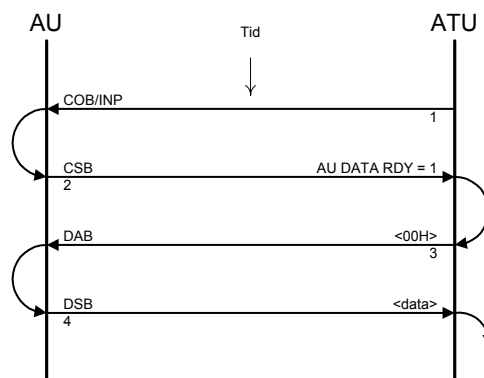 AU ATU
Tid
COB/INP
1
CSB AU DATA RDY = 1
2
DAB <00H>
3
DSB <data>
4